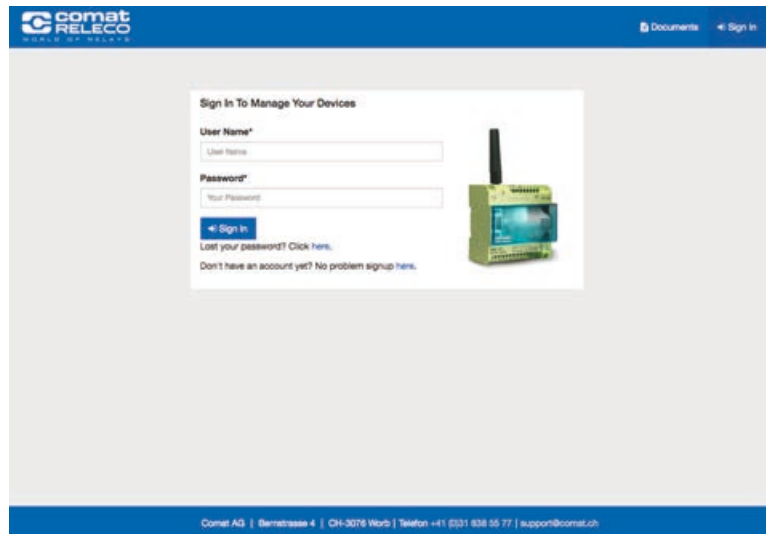 comat
RELECO
WORLD OF RELAYS
Documents
Sign In
Sign In To Manage Your Devices
User Name*
User Name
Password*
Your Password
Sign In
Lost your password? Click here.
Don't have an account yet? No problem signup here.
Comat AG | Bernstrasse 4 | CH-3076 Worb | Telefon +41 (0)31 838 55 77 | support@comat.ch